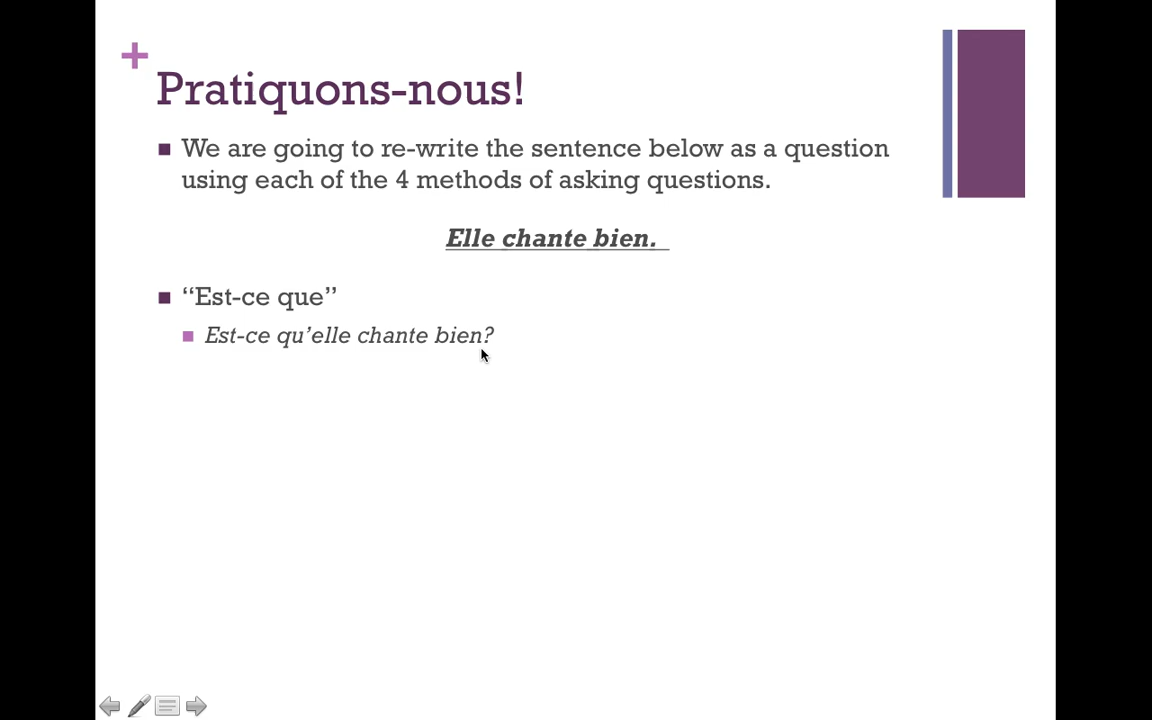 +
Pratiquons-nous!
We are going to re-write the sentence below as a question
using each of the 4 methods of asking questions.
Elle chante bien.
“Est-ce que”
Est-ce qu’elle chante bien?